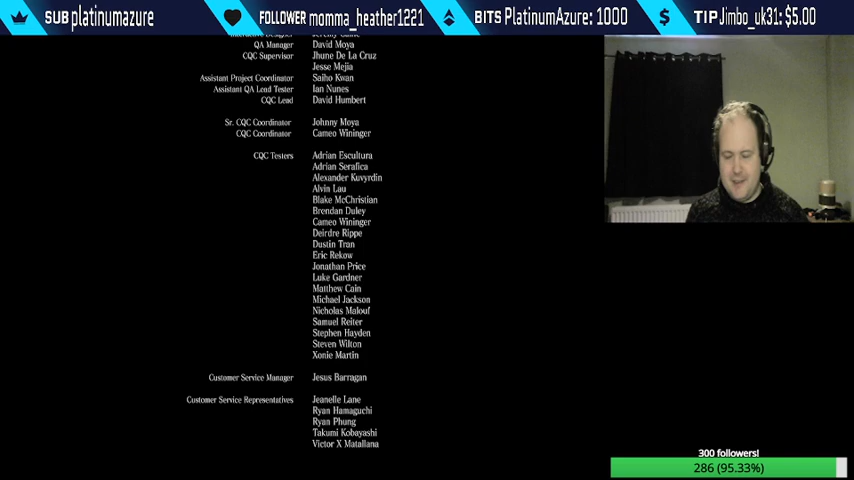 SUB platinumazure
FOLLOWER momma_heather1221
BITS PlatinumAzure: 1000
TIP Jimbo_uk31: $5.00
QA Manager David Moya
CQC Supervisor Jhune De La Cruz
Jesse Mejia
Assistant Project Coordinator Saiho Kwan
Assistant QA Lead Tester Ian Nunes
CQC Lead David Humbert
Sr. CQC Coordinator Johnny Moya
CQC Coordinator Cameo Wininger
CQC Testers Adrian Escultura
Adrian Serafica
Alexander Kuvyrdin
Alvin Lau
Blake McChristian
Brendan Duley
Cameo Wininger
Deirdre Rippe
Dustin Tran
Eric Rekow
Jonathan Price
Luke Gardner
Matthew Cain
Michael Jackson
Nicholas Malouf
Samuel Reiter
Stephen Hayden
Steven Wilton
Xonie Martin
Customer Service Manager Jesus Barragan
Customer Service Representatives Jeanelle Lane
Ryan Hamaguchi
Ryan Phung
Takumi Kobayashi
Victor X Matallana
300 followers!
286 (95.33%)